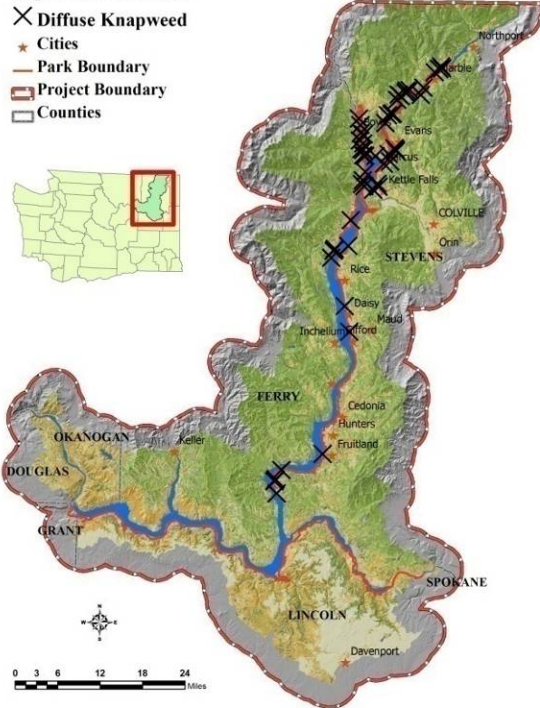 Diffuse Knapweed
Cities
Park Boundary
Project Boundary
Counties
Northport
Evans
Kettle Falls
COLVILLE
Orin
STEVENS
Rice
Daisy
Maud
Inchelium
FERRY
Cedonia
Hunters
Fruitland
OKANOGAN
Keller
DOUGLAS
GRANT
SPOKANE
LINCOLN
Davenport
N
W E
S
0 3 6 12 18 24
Miles